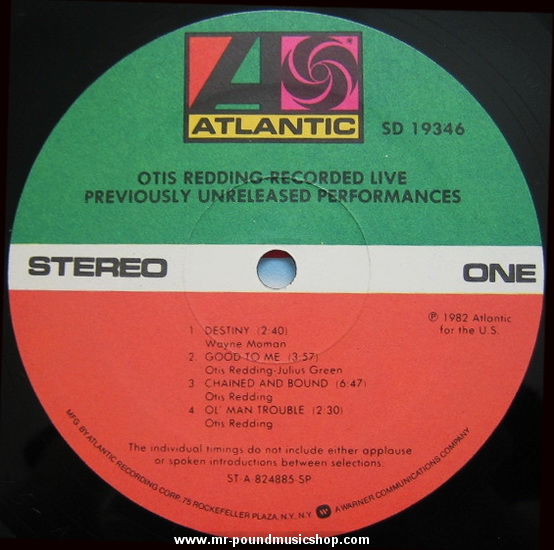 ATLANTIC
SD 19346
OTIS REDDING RECORDED LIVE
PREVIOUSLY UNRELEASED PERFORMANCES
STEREO
ONE
℗ 1982 Atlantic
for the U.S.
1 DESTINY (2:40)
Wayne Moman
2 GOOD TO ME (3:57)
Otis Redding-Julius Green
3 CHAINED AND BOUND (6:47)
Otis Redding
4 OL' MAN TROUBLE (2:30)
Otis Redding
The individual timings do not include either applause
or spoken introductions between selections.
ST-A-824885-SP
MFG. BY ATLANTIC RECORDING CORP. 75 ROCKEFELLER PLAZA, N.Y., N.Y. A WARNER COMMUNICATIONS COMPANY
www.mr-poundmusicshop.com